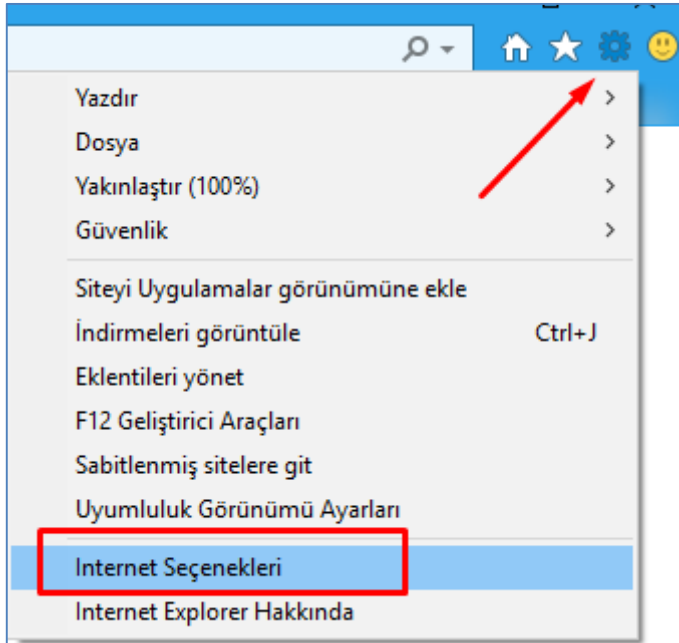 Yazdır
Dosya
Yakınlaştır (100%)
Güvenlik
Siteyi Uygulamalar görünümüne ekle
İndirmeleri görüntüle Ctrl+J
Eklentileri yönet
F12 Geliştirici Araçları
Sabitlenmiş sitelere git
Uyumluluk Görünümü Ayarları
Internet Seçenekleri
Internet Explorer Hakkında